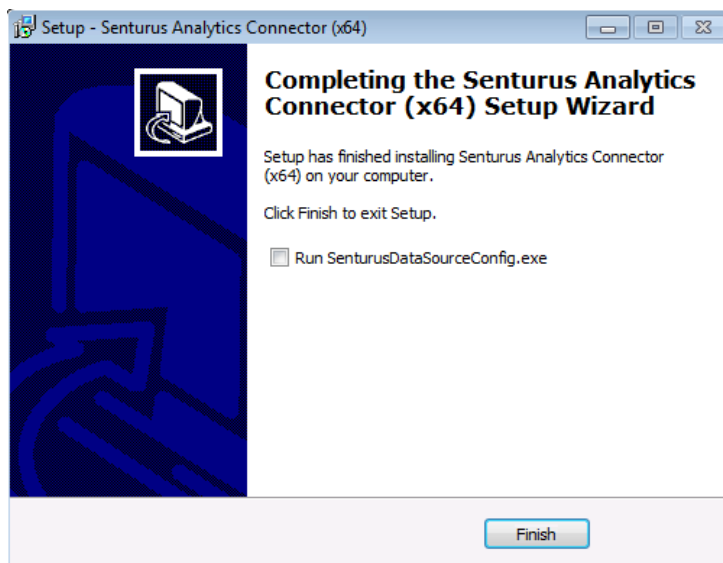 Setup - Senturus Analytics Connector (x64)
Completing the Senturus Analytics
Connector (x64) Setup Wizard
Setup has finished installing Senturus Analytics Connector
(x64) on your computer.
Click Finish to exit Setup.
Run SenturusDataSourceConfig.exe
Finish